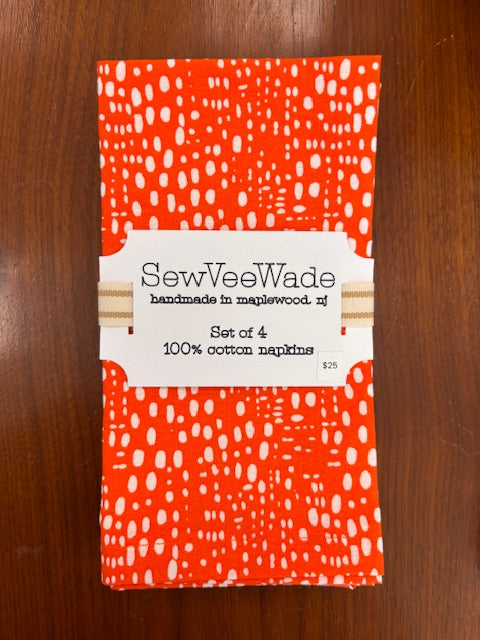 SewVeeWade
handmade in maplewood, nj
Set of 4
100% cotton napkins
$25